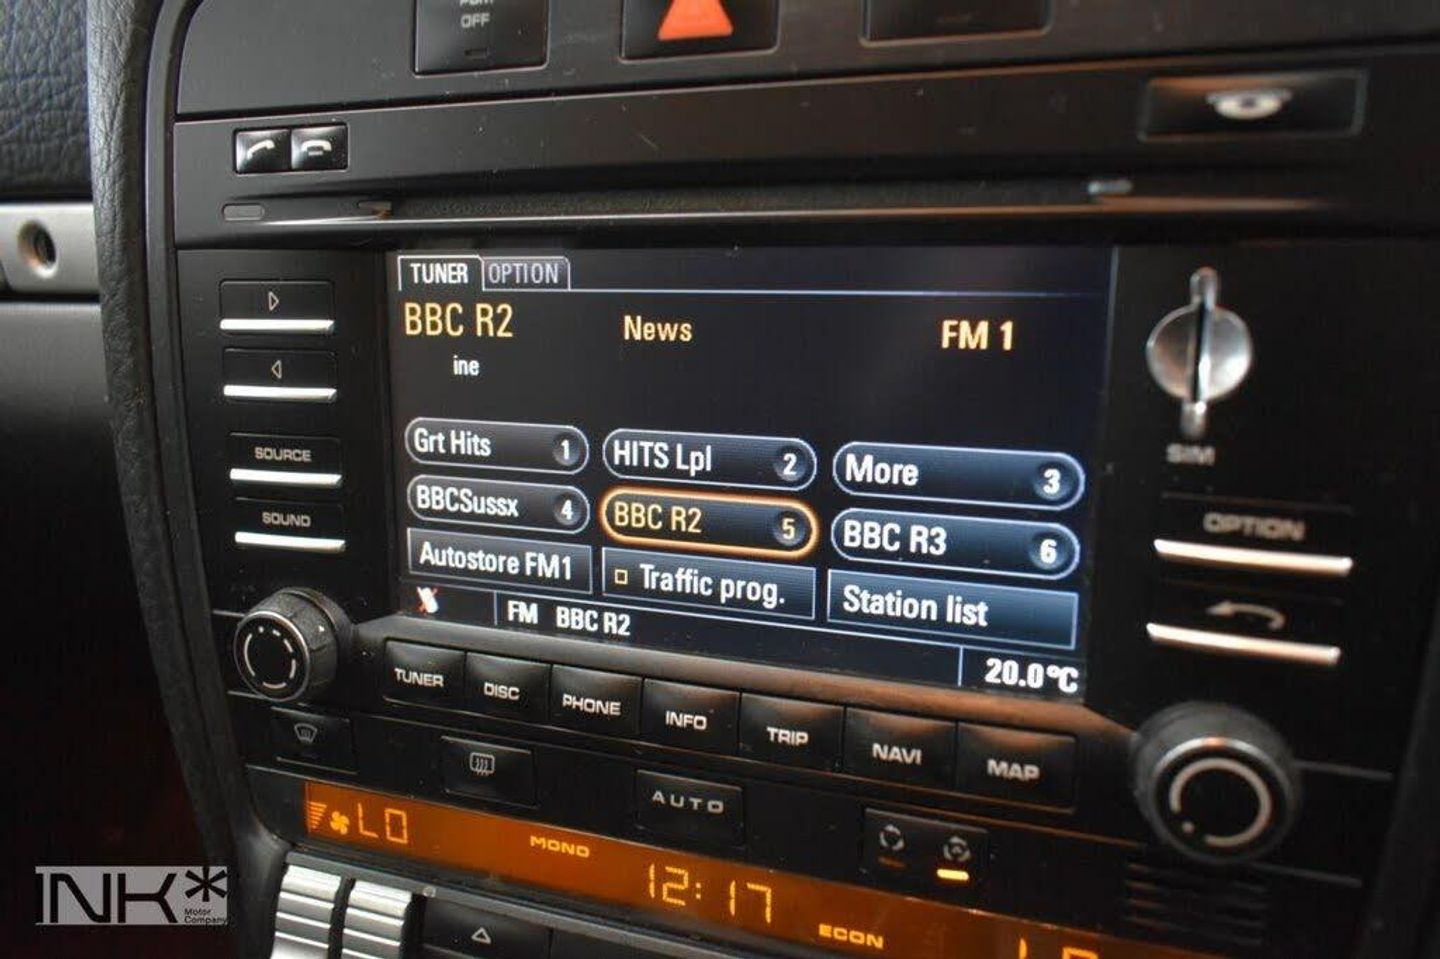 OFF
TUNER OPTION
BBC R2 News FM 1
ine
Grt Hits 1 HITS Lpl 2 More 3
BBCSussx 4 BBC R2 5 BBC R3 6
Autostore FM1 Traffic prog. Station list
FM BBC R2
20.0°C
SOURCE
SOUND
SIM
OPTION
TUNER DISC PHONE INFO TRIP NAVI MAP
AUTO
LO MONO 12:17 ECON
NK*
Motor
Company